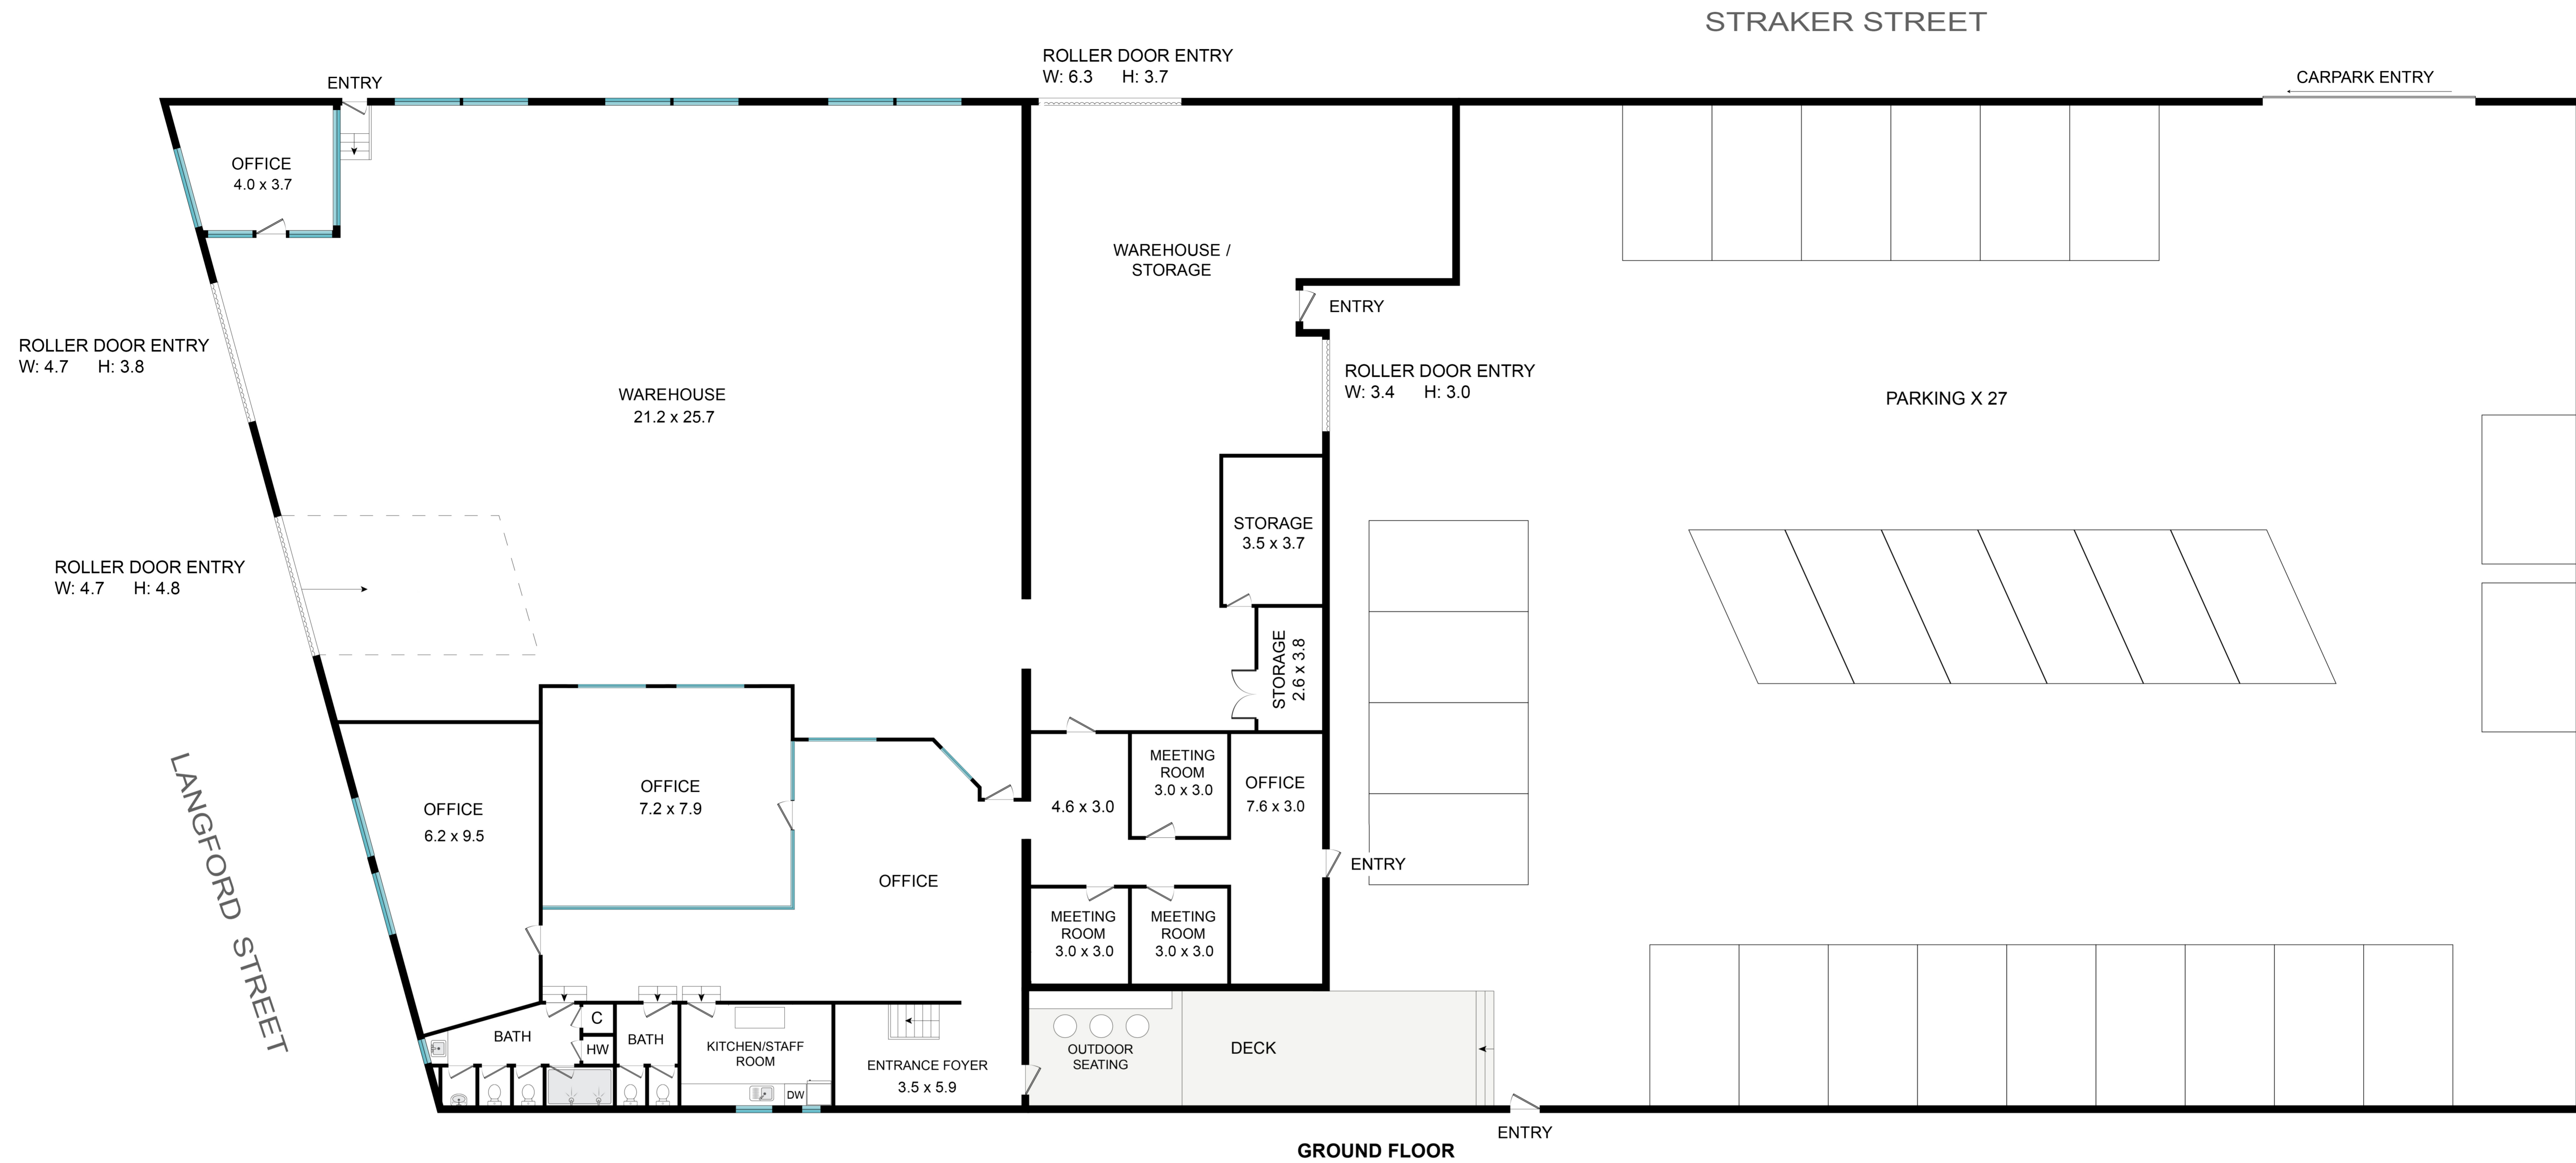 STRAKER STREET
ROLLER DOOR ENTRY
W: 6.3 H: 3.7
CARPARK ENTRY
ENTRY
OFFICE
4.0 x 3.7
WAREHOUSE /
STORAGE
ENTRY
ROLLER DOOR ENTRY
W: 4.7 H: 3.8
ROLLER DOOR ENTRY
W: 3.4 H: 3.0
WAREHOUSE
21.2 x 25.7
PARKING X 27
STORAGE
3.5 x 3.7
ROLLER DOOR ENTRY
W: 4.7 H: 4.8
STORAGE
2.6 x 3.8
LANGFORD STREET
OFFICE
6.2 x 9.5
OFFICE
7.2 x 7.9
OFFICE
4.6 x 3.0
MEETING
ROOM
3.0 x 3.0
OFFICE
7.6 x 3.0
ENTRY
MEETING
ROOM
3.0 x 3.0
MEETING
ROOM
3.0 x 3.0
BATH
C
HW
BATH
KITCHEN/STAFF
ROOM
DW
ENTRANCE FOYER
3.5 x 5.9
OUTDOOR
SEATING
DECK
ENTRY
GROUND FLOOR